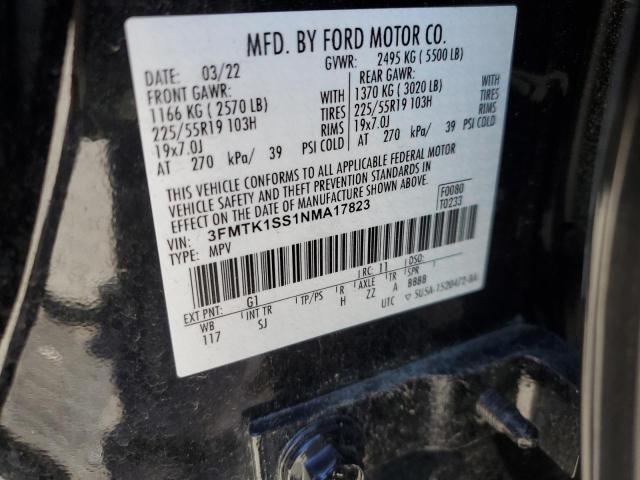 MFD. BY FORD MOTOR CO.
DATE: 03/22 GVWR: 2495 KG (5500 LB)
FRONT GAWR: REAR GAWR:
1166 KG (2570 LB) WITH 1370 KG (3020 LB) WITH
225/55R19 103H TIRES 225/55R19 103H TIRES
19x7.0J RIMS 19x7.0J RIMS
AT 270 kPa/ 39 PSI COLD AT 270 kPa/ 39 PSI COLD
THIS VEHICLE CONFORMS TO ALL APPLICABLE FEDERAL MOTOR
VEHICLE SAFETY AND THEFT PREVENTION STANDARDS IN
EFFECT ON THE DATE OF MANUFACTURE SHOWN ABOVE.
F0080
T0233
VIN: 3FMTK1SS1NMA17823
TYPE: MPV
EXT PNT: G1 RC: 11 DSO:
WB INT TR TP/PS R AXLE TR SPR
117 SJ H ZZ A BBBB
UTC SU5A-1520472-BA